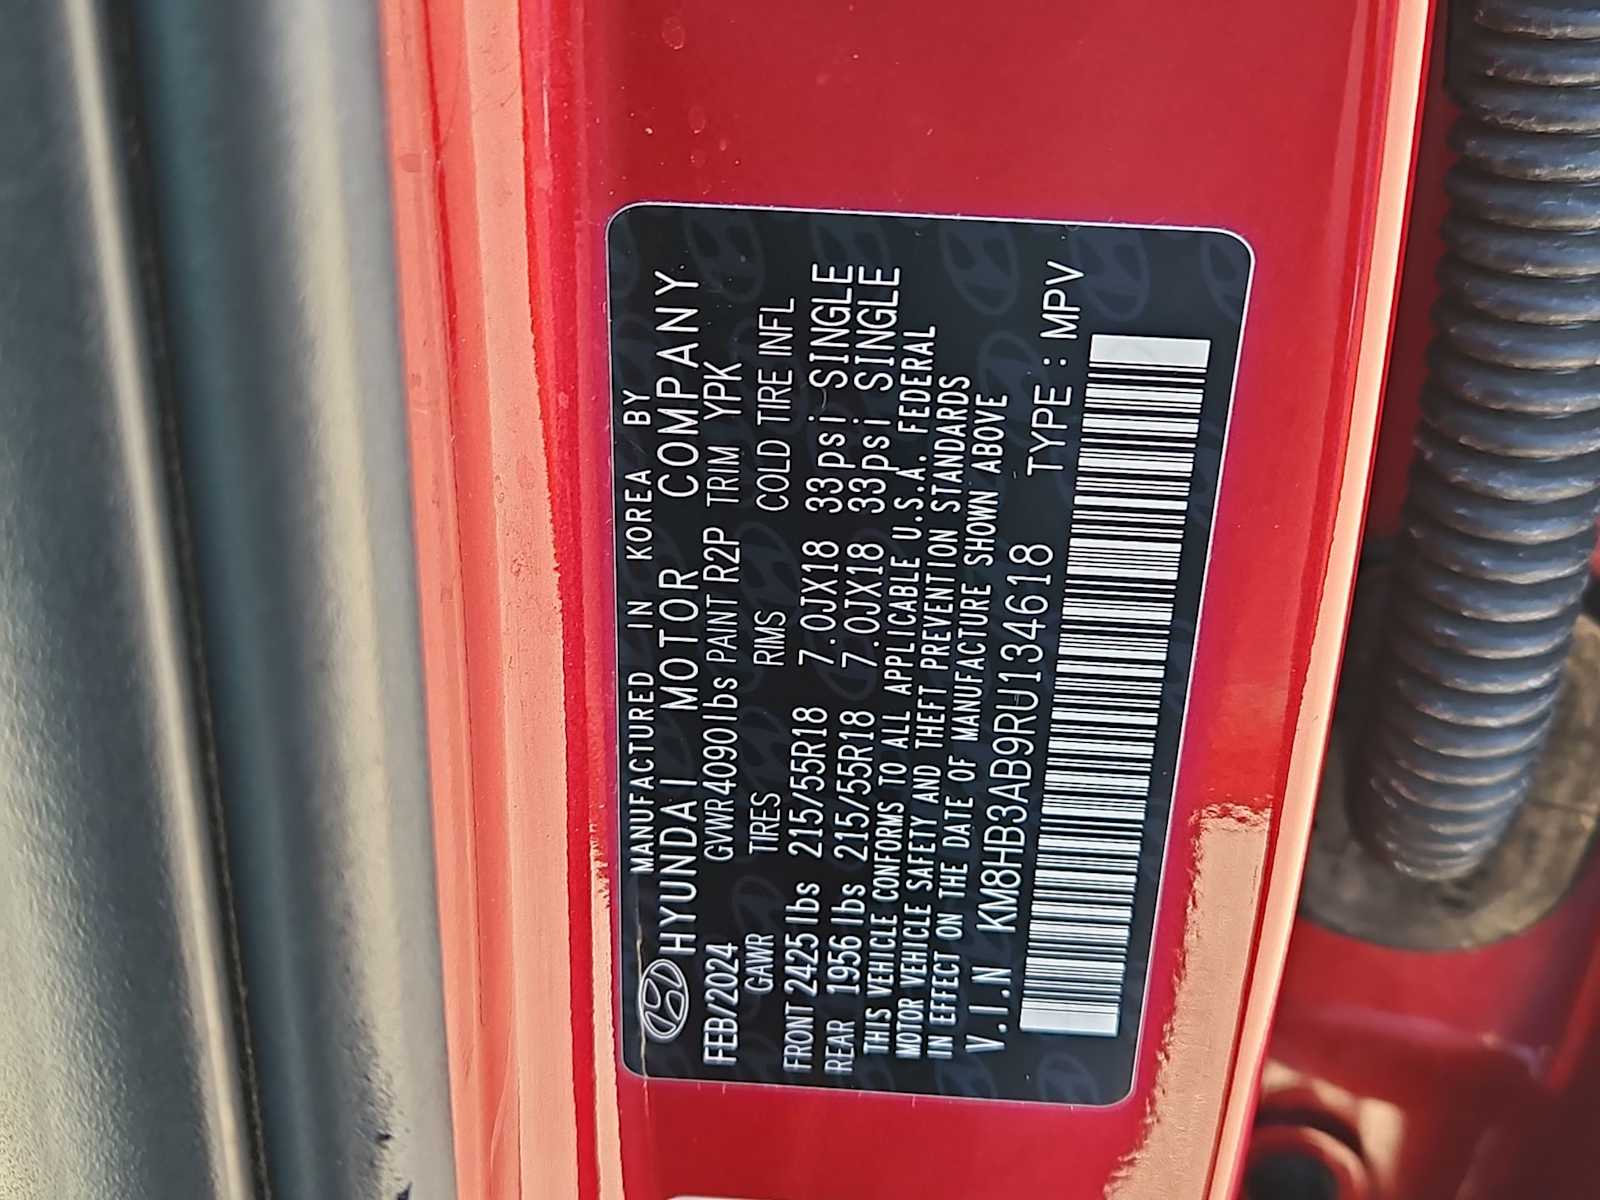 MANUFACTURED IN KOREA BY
HYUNDAI MOTOR COMPANY
FEB/2024 GVWR4090lbs PAINT R2P TRIM YPK
GAWR TIRES RIMS COLD TIRE INFL
FRONT 2425lbs 215/55R18 7.0JX18 33psi SINGLE
REAR 1956lbs 215/55R18 7.0JX18 33psi SINGLE
THIS VEHICLE CONFORMS TO ALL APPLICABLE U.S.A. FEDERAL
MOTOR VEHICLE SAFETY AND THEFT PREVENTION STANDARDS
IN EFFECT ON THE DATE OF MANUFACTURE SHOWN ABOVE
V.I.N KM8HB3AB9RU134618 TYPE : MPV